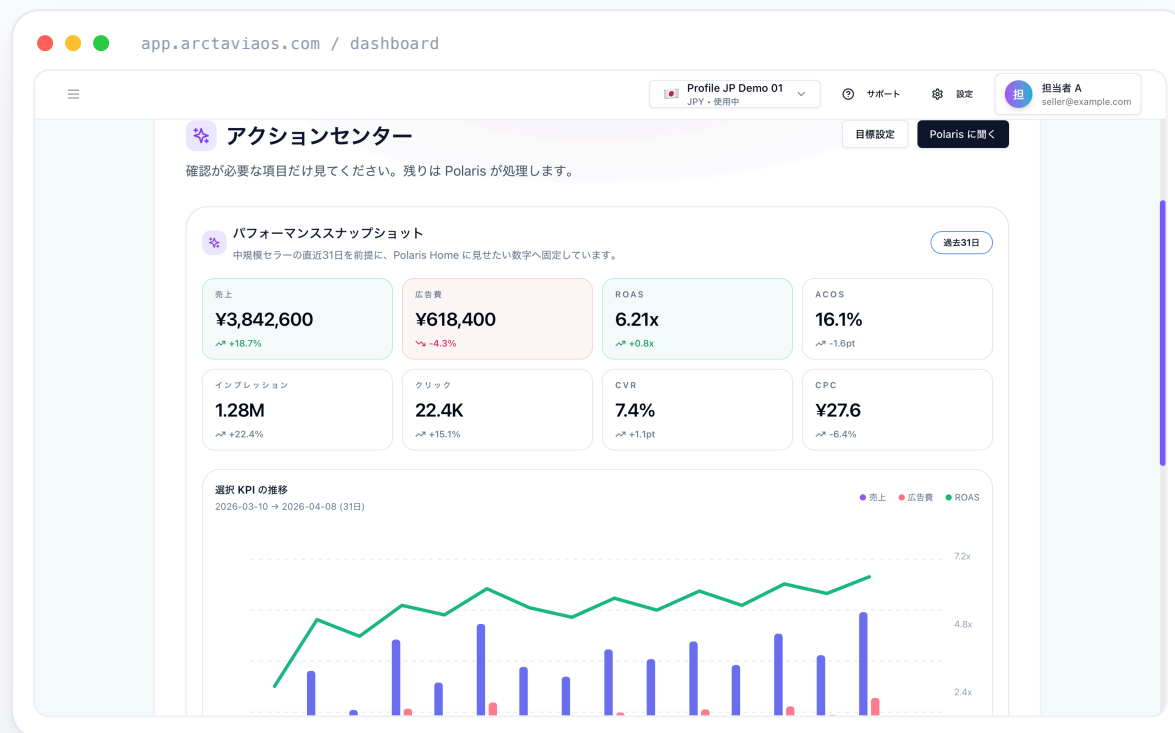 app.arctaviaos.com / dashboard
Profile JP Demo 01
JPY • 使用中
サポート
設定
担
担当者 A
seller@example.com
アクションセンター
目標設定
Polaris に聞く
確認が必要な項目だけ見てください。残りは Polaris が処理します。
パフォーマンススナップショット
中規模セラーの直近31日を前提に、Polaris Home に見せたい数字へ固定しています。
過去31日
売上
¥3,842,600
+18.7%
広告費
¥618,400
-4.3%
ROAS
6.21x
+0.8x
ACOS
16.1%
-1.6pt
インプレッション
1.28M
+22.4%
クリック
22.4K
+15.1%
CVR
7.4%
+1.1pt
CPC
¥27.6
-6.4%
選択 KPI の推移
2026-03-10 → 2026-04-08 (31日)
売上
広告費
ROAS
7.2x
4.8x
2.4x